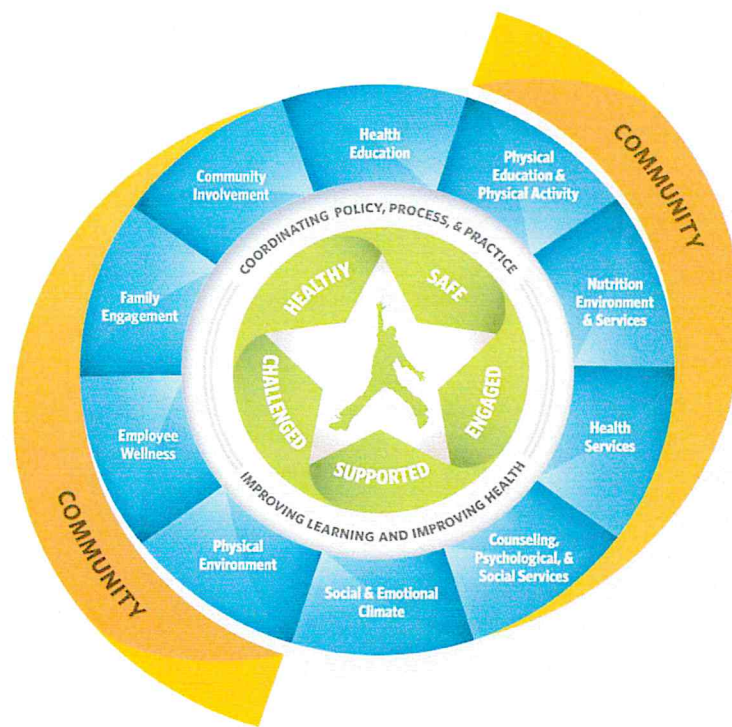 COMMUNITY
Health
Education
Physical
Education &
Physical Activity
Nutrition
Environment
& Services
Health
Services
Counseling,
Psychological, &
Social Services
Social & Emotional
Climate
Physical
Environment
Employee
Wellness
Family
Engagement
Community
Involvement
COORDINATING POLICY, PROCESS, & PRACTICE
IMPROVING LEARNING AND IMPROVING HEALTH
HEALTHY
SAFE
ENGAGED
SUPPORTED
CHALLENGED
COMMUNITY